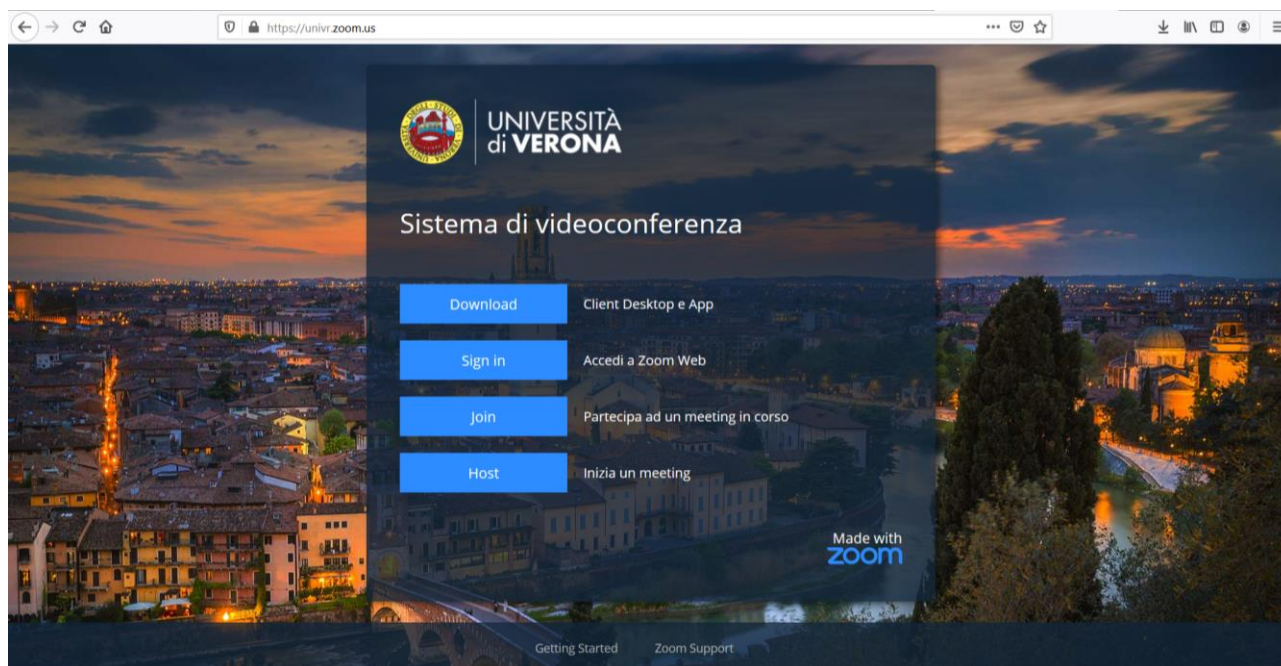 https://univr.zoom.us
UNIVERSITÀ
di VERONA
Sistema di videoconferenza
Download Client Desktop e App
Sign in Accedi a Zoom Web
Join Partecipa ad un meeting in corso
Host Inizia un meeting
Made with
zoom
Getting Started Zoom Support